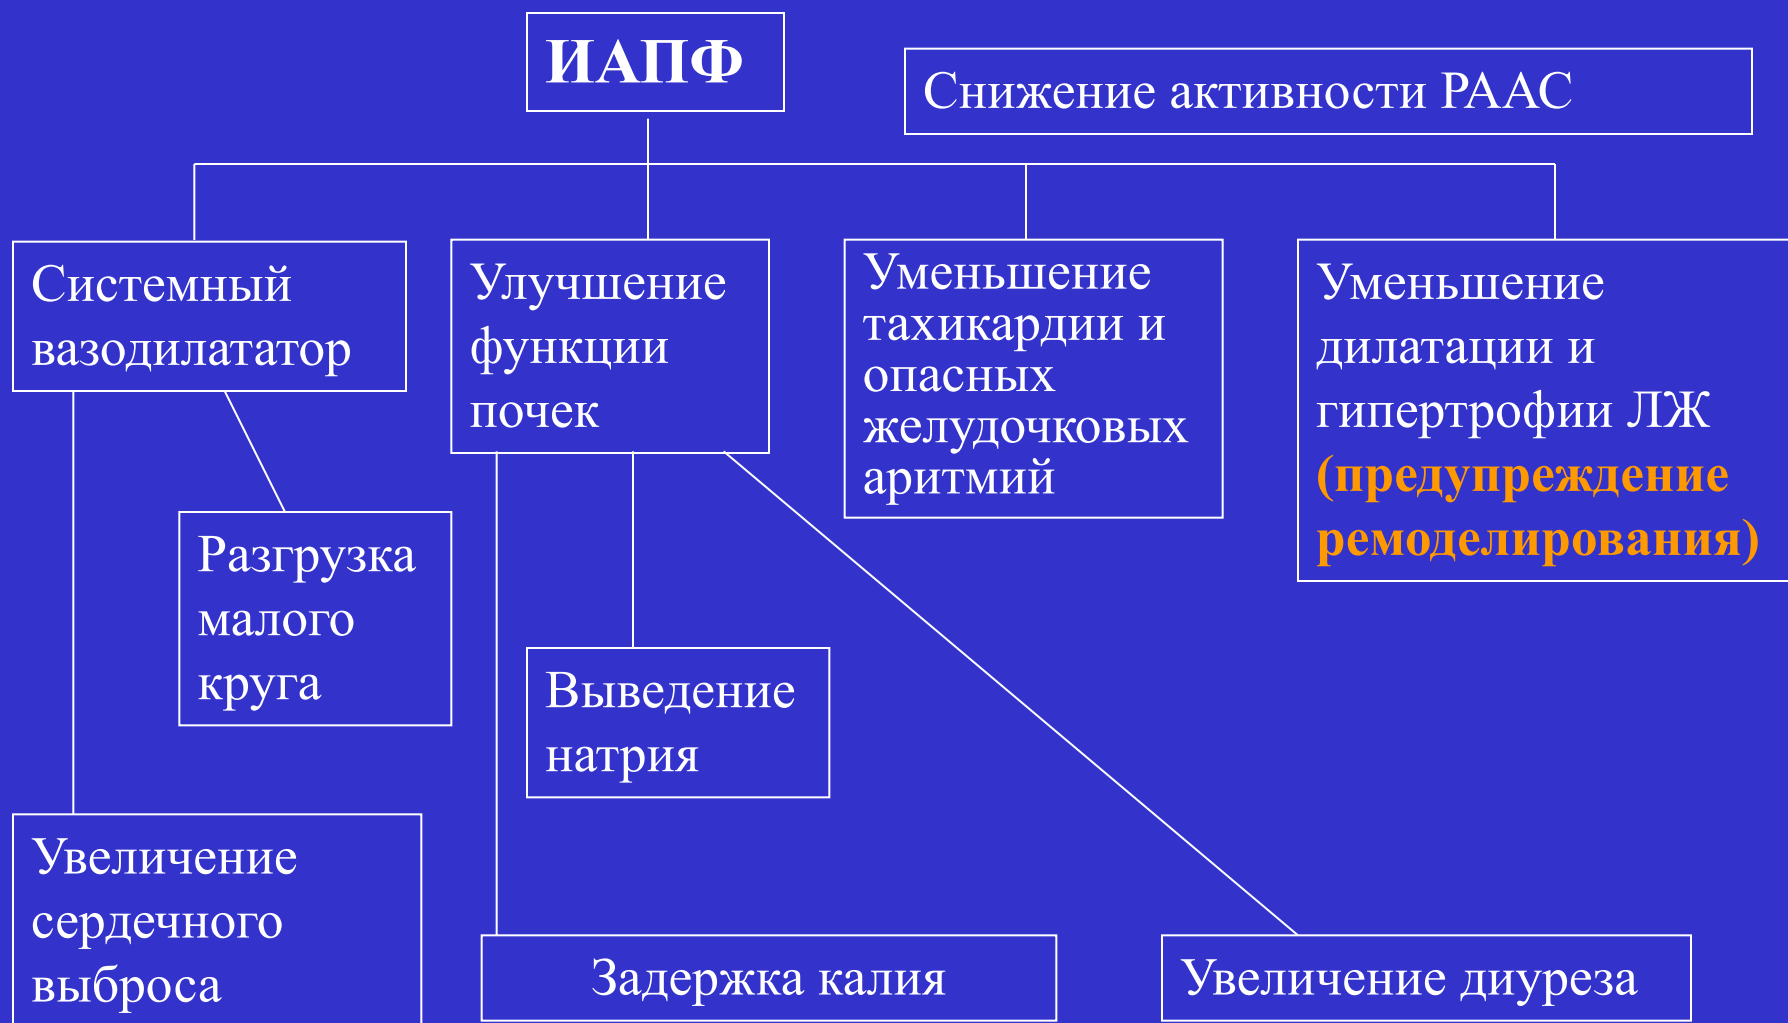 ИАПФ
Снижение активности РААС
Системный
вазодилататор
Улучшение
функции
почек
Уменьшение
тахикардии и
опасных
желудочковых
аритмий
Уменьшение
дилатации и
гипертрофии ЛЖ
(предупреждение
ремоделирования)
Разгрузка
малого
круга
Выведение
натрия
Увеличение
сердечного
выброса
Задержка калия
Увеличение диуреза